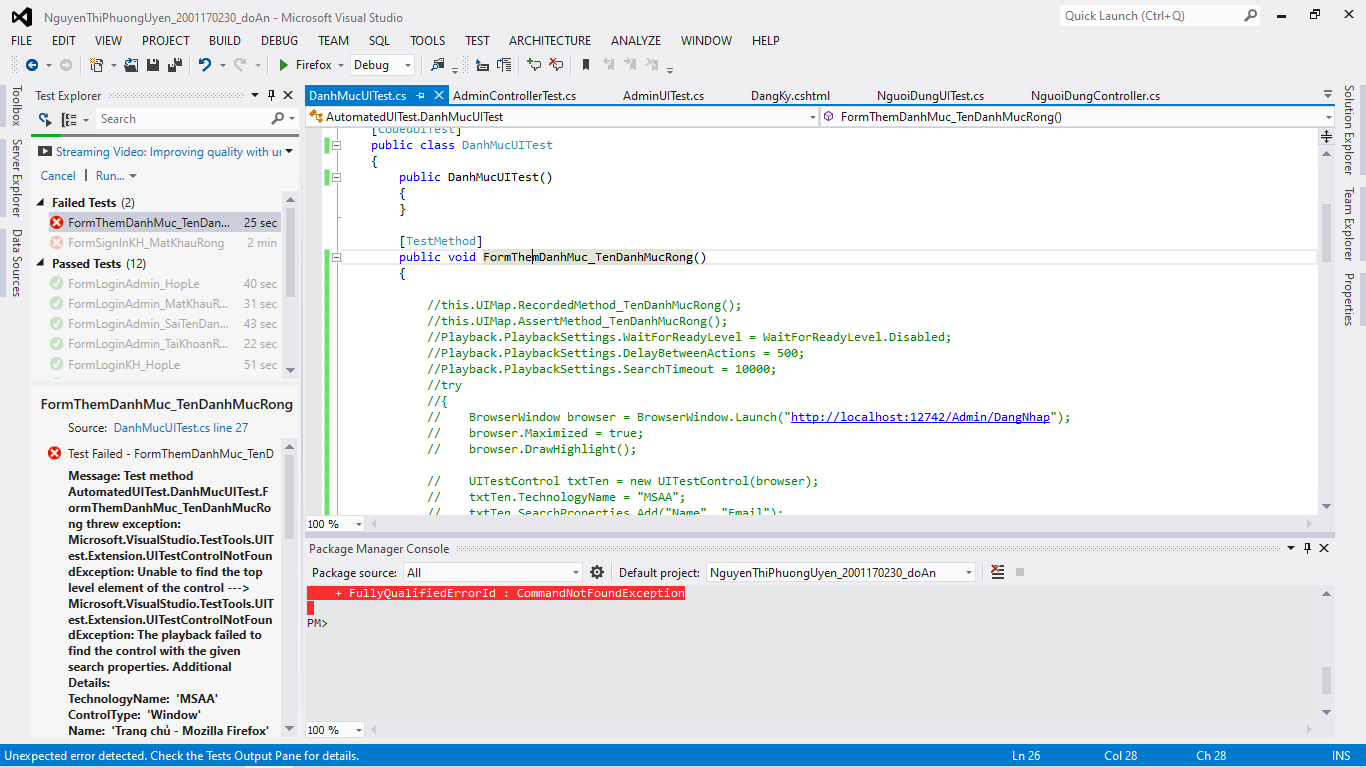 NguyenThiPhuongUyen_2001170230_doAn - Microsoft Visual Studio
Quick Launch (Ctrl+Q)
FILE EDIT VIEW PROJECT BUILD DEBUG TEAM SQL TOOLS TEST ARCHITECTURE ANALYZE WINDOW HELP
Firefox Debug
Toolbox
Server Explorer
Data Sources
Test Explorer
Search
Streaming Video: Improving quality with u
Cancel Run...
Failed Tests (2)
FormThemDanhMuc_TenDan... 25 sec
FormSignInKH_MatKhauRong 2 min
Passed Tests (12)
FormLoginAdmin_HopLe 40 sec
FormLoginAdmin_MatKhauR... 31 sec
FormLoginAdmin_SaiTenDan... 43 sec
FormLoginAdmin_TaiKhoanR... 22 sec
FormLoginKH_HopLe 51 sec
FormThemDanhMuc_TenDanhMucRong
Source: DanhMucUITest.cs line 27
Test Failed - FormThemDanhMuc_TenD
Message: Test method
AutomatedUITest.DanhMucUITest.F
ormThemDanhMuc_TenDanhMucRo
ng threw exception:
Microsoft.VisualStudio.TestTools.UIT
est.Extension.UITestControlNotFoun
dException: Unable to find the top
level element of the control --->
Microsoft.VisualStudio.TestTools.UIT
est.Extension.UITestControlNotFoun
dException: The playback failed to
find the control with the given
search properties. Additional
Details:
TechnologyName: 'MSAA'
ControlType: 'Window'
Name: 'Trang chủ - Mozilla Firefox'
DanhMucUITest.cs AdminControllerTest.cs AdminUITest.cs DangKy.cshtml NguoiDungUITest.cs NguoiDungController.cs
AutomatedUITest.DanhMucUITest FormThemDanhMuc_TenDanhMucRong()
[CodedUITest]
public class DanhMucUITest
{
public DanhMucUITest()
{
}
[TestMethod]
public void FormThemDanhMuc_TenDanhMucRong()
{
//this.UIMap.RecordedMethod_TenDanhMucRong();
//this.UIMap.AssertMethod_TenDanhMucRong();
//Playback.PlaybackSettings.WaitForReadyLevel = WaitForReadyLevel.Disabled;
//Playback.PlaybackSettings.DelayBetweenActions = 500;
//Playback.PlaybackSettings.SearchTimeout = 10000;
//try
//{
// BrowserWindow browser = BrowserWindow.Launch("http://localhost:12742/Admin/DangNhap");
// browser.Maximized = true;
// browser.DrawHighlight();
// UITestControl txtTen = new UITestControl(browser);
// txtTen.TechnologyName = "MSAA";
// txtTen.SearchProperties.Add("Name", "Email");
100 %
Package Manager Console
Package source: All Default project: NguyenThiPhuongUyen_2001170230_doAn
+ FullyQualifiedErrorId : CommandNotFoundException
PM>
100 %
Solution Explorer
Team Explorer
Properties
Unexpected error detected. Check the Tests Output Pane for details. Ln 26 Col 28 Ch 28 INS